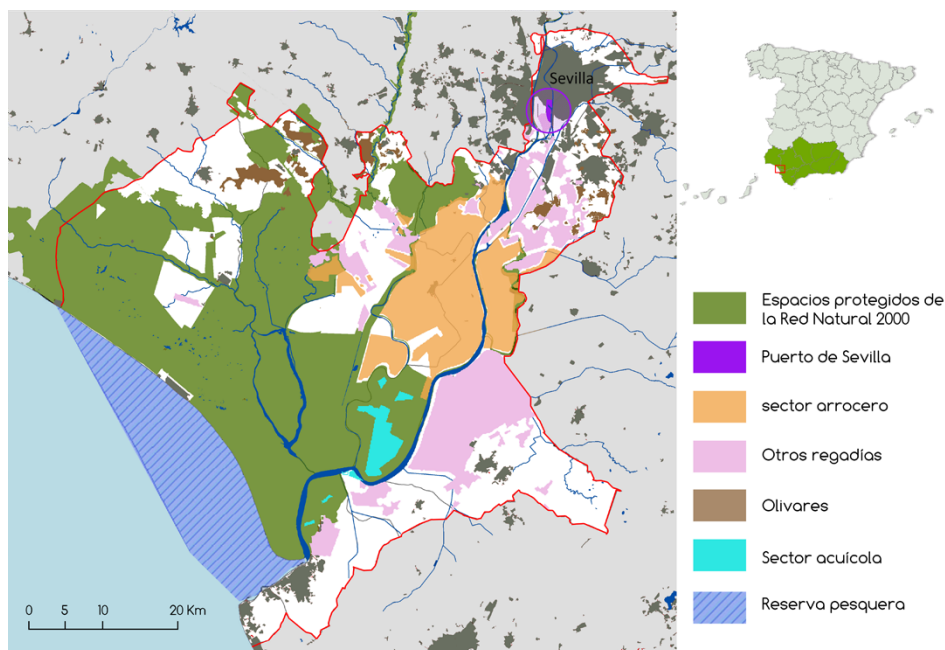 Sevilla
Espacios protegidos de
la Red Natural 2000
Puerto de Sevilla
sector arrocero
Otros regadías
Olivares
Sector acuícola
Reserva pesquera
0 5 10 20 Km